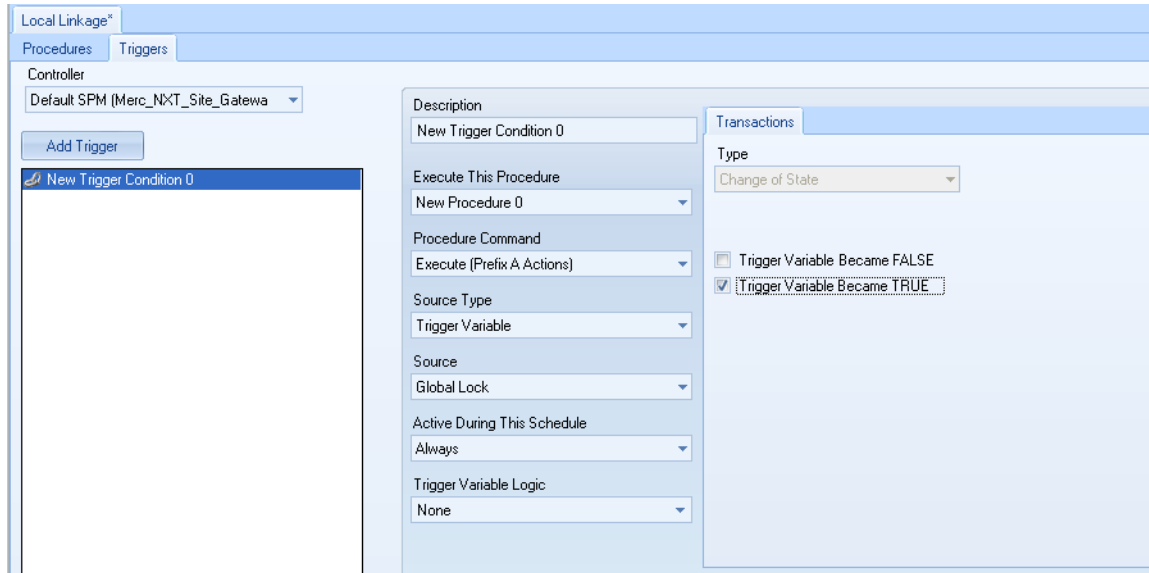 Local Linkage*
Procedures Triggers
Controller
Default SPM (Merc_NXT_Site_Gatewa
Add Trigger
New Trigger Condition 0
Description
New Trigger Condition 0
Execute This Procedure
New Procedure 0
Procedure Command
Execute (Prefix A Actions)
Source Type
Trigger Variable
Source
Global Lock
Active During This Schedule
Always
Trigger Variable Logic
None
Transactions
Type
Change of State
Trigger Variable Became FALSE
Trigger Variable Became TRUE